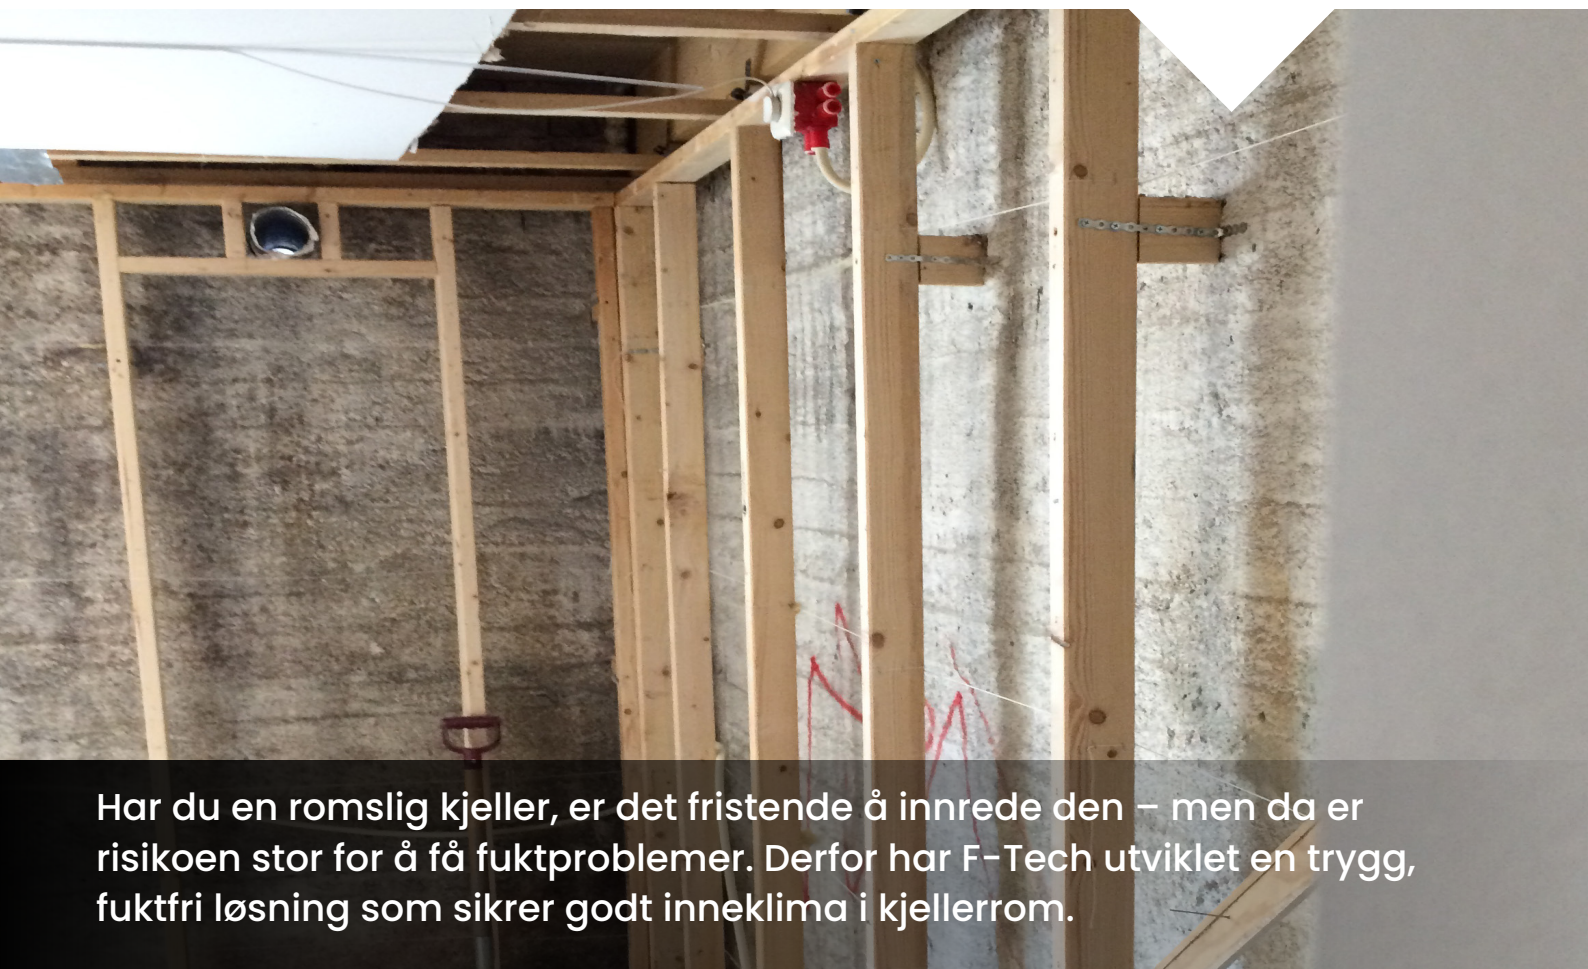 Har du en romslig kjeller, er det fristende å innrede den – men da er
risikoen stor for å få fuktproblemer. Derfor har F-Tech utviklet en trygg,
fuktfri løsning som sikrer godt inneklima i kjellerrom.